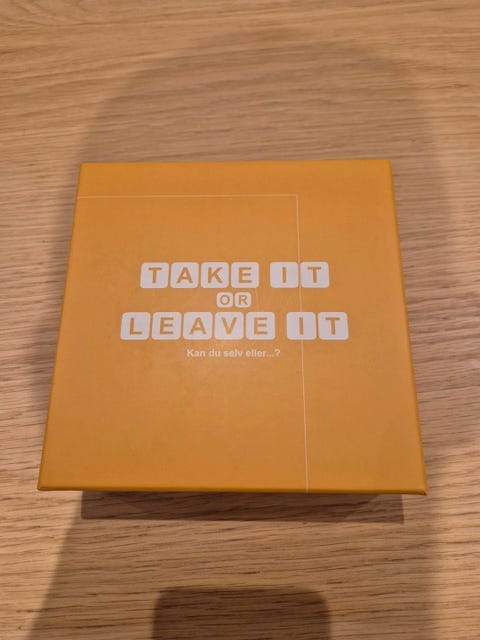 TAKE IT
OR
LEAVE IT
Kan du selv eller...?